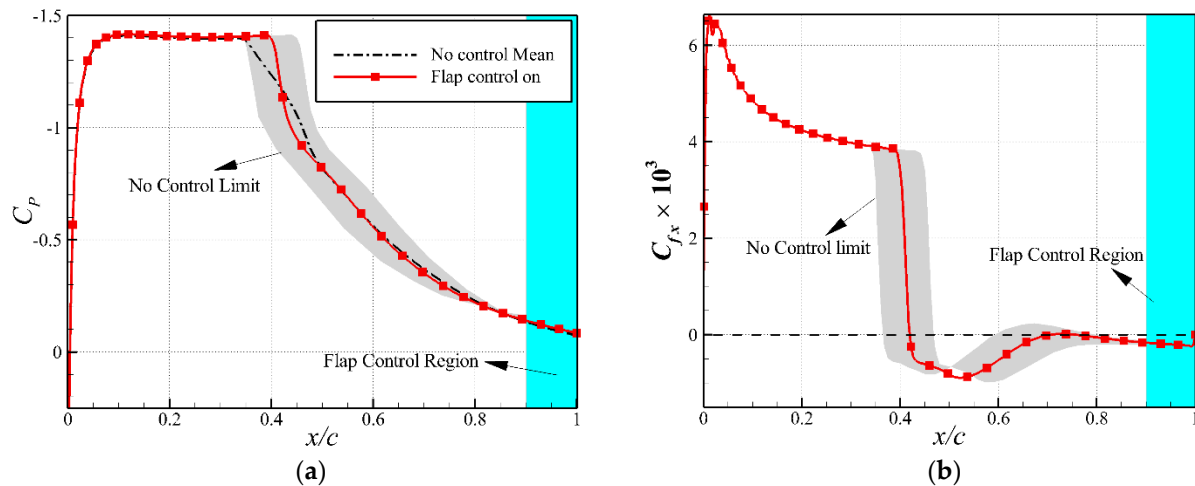 -1.5
-1
-0.5
0
C_P
No control Mean
Flap control on
No Control Limit
Flap Control Region
0
0.2
0.4
0.6
0.8
1
x/c
(a)
6
4
2
0
2
C_fx × 10³
No Control limit
Flap Control Region
0
0.2
0.4
0.6
0.8
1
x/c
(b)